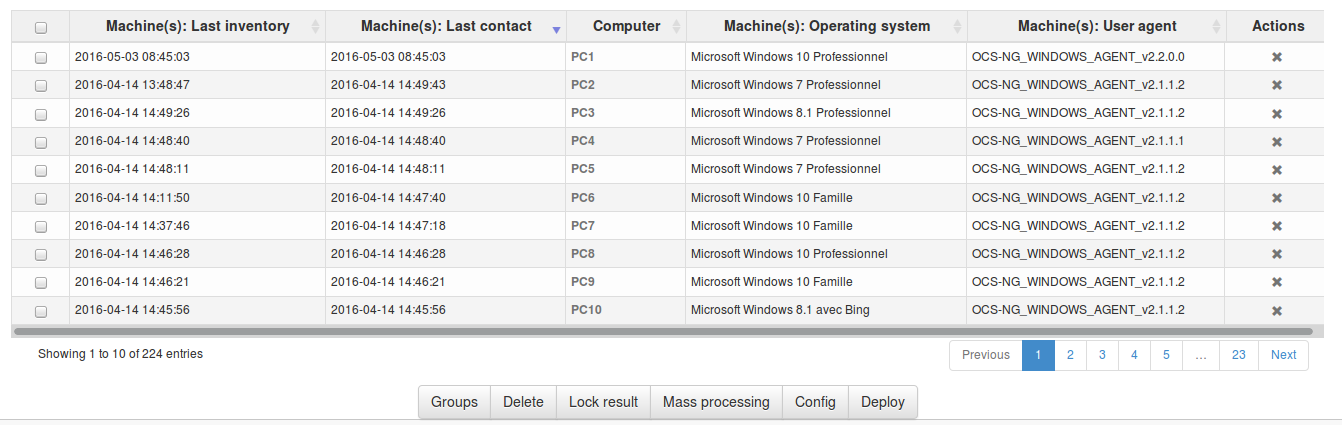 Machine(s): Last inventory Machine(s): Last contact Computer Machine(s): Operating system Machine(s): User agent Actions
2016-05-03 08:45:03 2016-05-03 08:45:03 PC1 Microsoft Windows 10 Professionnel OCS-NG_WINDOWS_AGENT_v2.2.0.0 ✖
2016-04-14 13:48:47 2016-04-14 14:49:43 PC2 Microsoft Windows 7 Professionnel OCS-NG_WINDOWS_AGENT_v2.1.1.2 ✖
2016-04-14 14:49:26 2016-04-14 14:49:26 PC3 Microsoft Windows 8.1 Professionnel OCS-NG_WINDOWS_AGENT_v2.1.1.2 ✖
2016-04-14 14:48:40 2016-04-14 14:48:40 PC4 Microsoft Windows 7 Professionnel OCS-NG_WINDOWS_AGENT_v2.1.1.1 ✖
2016-04-14 14:48:11 2016-04-14 14:48:11 PC5 Microsoft Windows 7 Professionnel OCS-NG_WINDOWS_AGENT_v2.1.1.2 ✖
2016-04-14 14:11:50 2016-04-14 14:47:40 PC6 Microsoft Windows 10 Famille OCS-NG_WINDOWS_AGENT_v2.1.1.2 ✖
2016-04-14 14:37:46 2016-04-14 14:47:18 PC7 Microsoft Windows 10 Famille OCS-NG_WINDOWS_AGENT_v2.1.1.2 ✖
2016-04-14 14:46:28 2016-04-14 14:46:28 PC8 Microsoft Windows 10 Professionnel OCS-NG_WINDOWS_AGENT_v2.1.1.2 ✖
2016-04-14 14:46:21 2016-04-14 14:46:21 PC9 Microsoft Windows 10 Famille OCS-NG_WINDOWS_AGENT_v2.1.1.2 ✖
2016-04-14 14:45:56 2016-04-14 14:45:56 PC10 Microsoft Windows 8.1 avec Bing OCS-NG_WINDOWS_AGENT_v2.1.1.2 ✖
Showing 1 to 10 of 224 entries Previous 1 2 3 4 5 … 23 Next
Groups Delete Lock result Mass processing Config Deploy